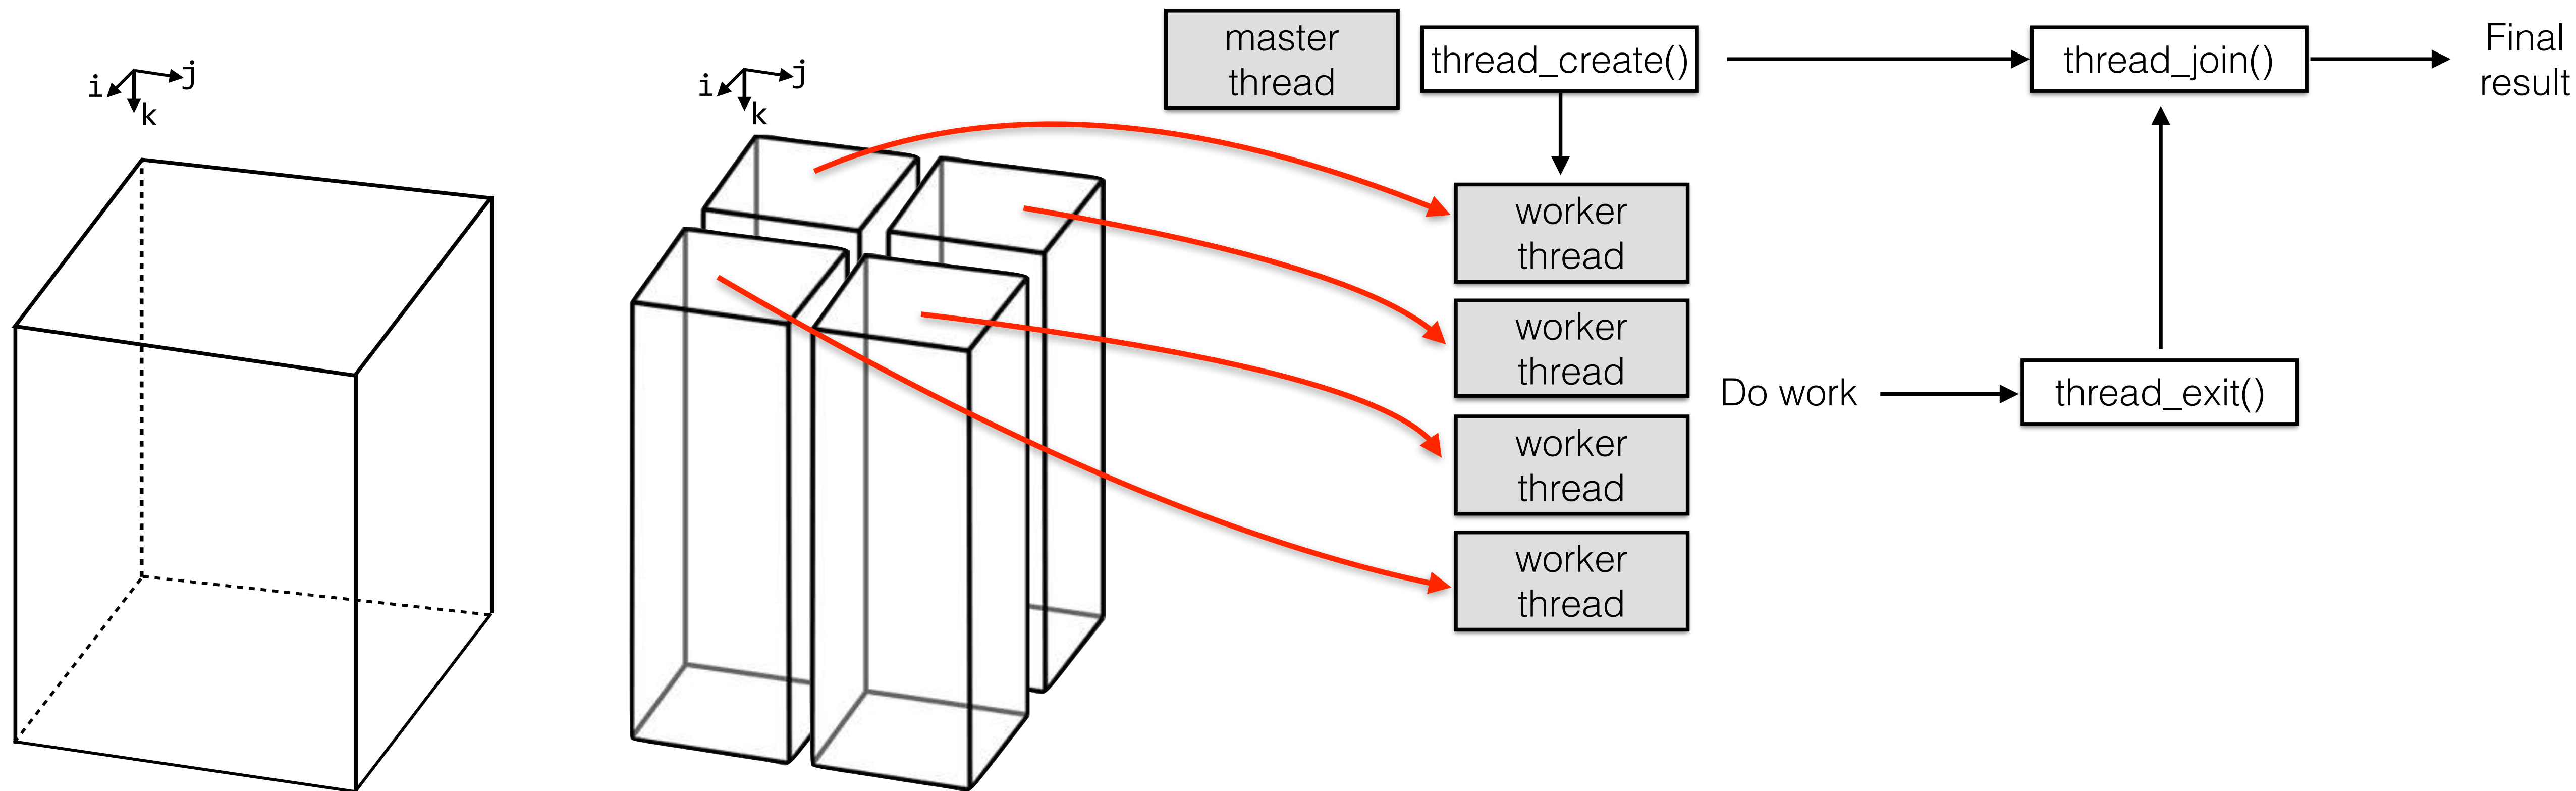 i
j
k
i
j
k
master
thread
thread_create()
thread_join()
Final
result
worker
thread
worker
thread
Do work
thread_exit()
worker
thread
worker
thread